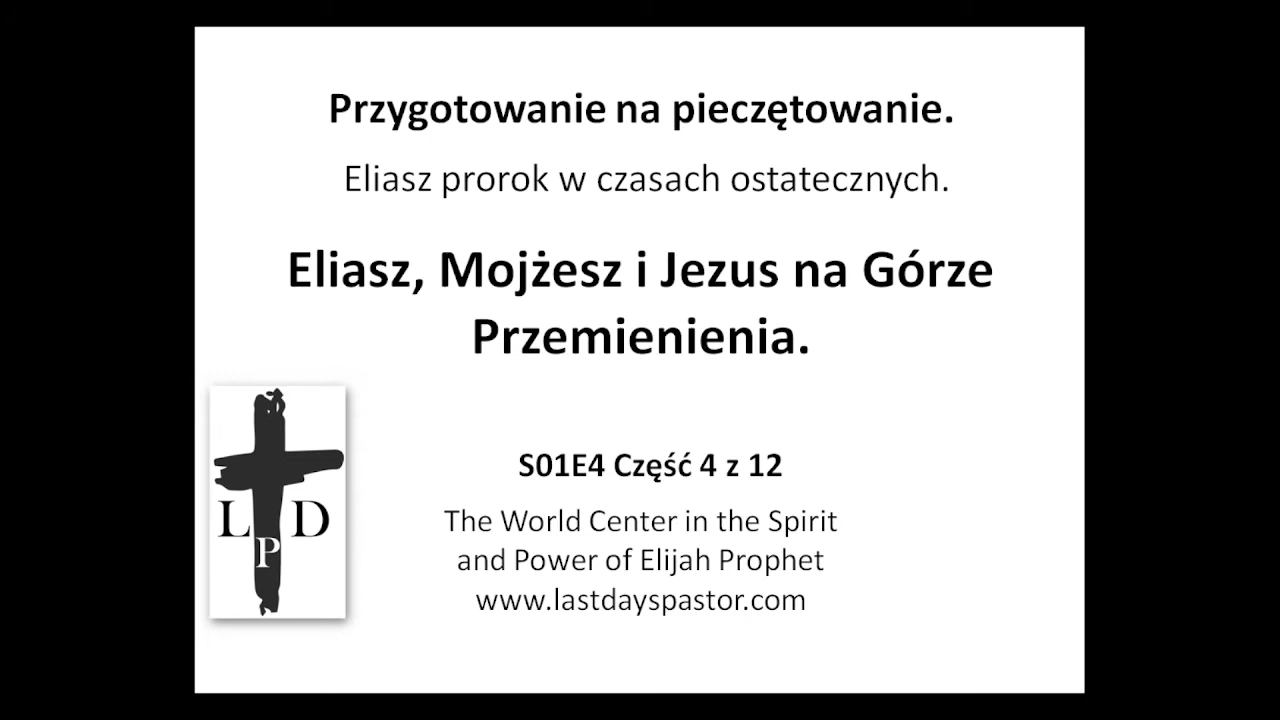 Przygotowanie na pieczętowanie.
Eliasz prorok w czasach ostatecznych.
Eliasz, Mojżesz i Jezus na Górze
Przemienienia.
S01E4 Część 4 z 12
The World Center in the Spirit
and Power of Elijah Prophet
www.lastdayspastor.com
L D
P